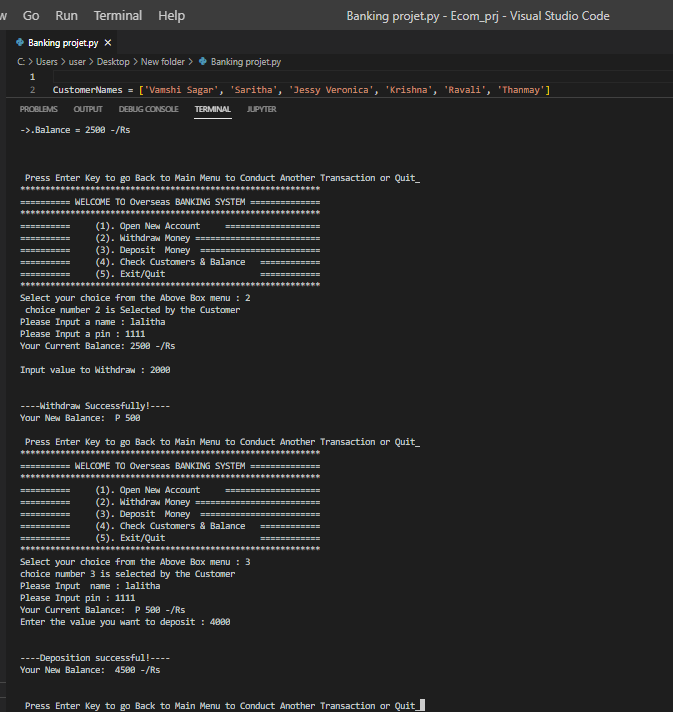 w Go Run Terminal Help Banking projet.py - Ecom_prj - Visual Studio Code
Banking projet.py ×
C: > Users > user > Desktop > New folder > Banking projet.py
1
2 CustomerNames = ['Vamshi Sagar', 'Saritha', 'Jessy Veronica', 'Krishna', 'Ravali', 'Thanmay']
PROBLEMS OUTPUT DEBUG CONSOLE TERMINAL JUPYTER
->.Balance = 2500 -/Rs
Press Enter Key to go Back to Main Menu to Conduct Another Transaction or Quit_
************************************************************
========== WELCOME TO Overseas BANKING SYSTEM ==============
************************************************************
========== (1). Open New Account ===================
========== (2). Withdraw Money =========================
========== (3). Deposit  Money ========================
========== (4). Check Customers & Balance ============
========== (5). Exit/Quit ============
************************************************************
Select your choice from the Above Box menu : 2
choice number 2 is Selected by the Customer
Please Input a name : lalitha
Please Input a pin : 1111
Your Current Balance: 2500 -/Rs
Input value to Withdraw : 2000
----Withdraw Successfully!----
Your New Balance:  P 500
Press Enter Key to go Back to Main Menu to Conduct Another Transaction or Quit_
************************************************************
========== WELCOME TO Overseas BANKING SYSTEM ==============
************************************************************
========== (1). Open New Account ===================
========== (2). Withdraw Money =========================
========== (3). Deposit  Money ========================
========== (4). Check Customers & Balance ============
========== (5). Exit/Quit ============
************************************************************
Select your choice from the Above Box menu : 3
choice number 3 is selected by the Customer
Please Input  name : lalitha
Please Input pin : 1111
Your Current Balance:  P 500 -/Rs
Enter the value you want to deposit : 4000
----Deposition successful!----
Your New Balance:  4500 -/Rs
Press Enter Key to go Back to Main Menu to Conduct Another Transaction or Quit_